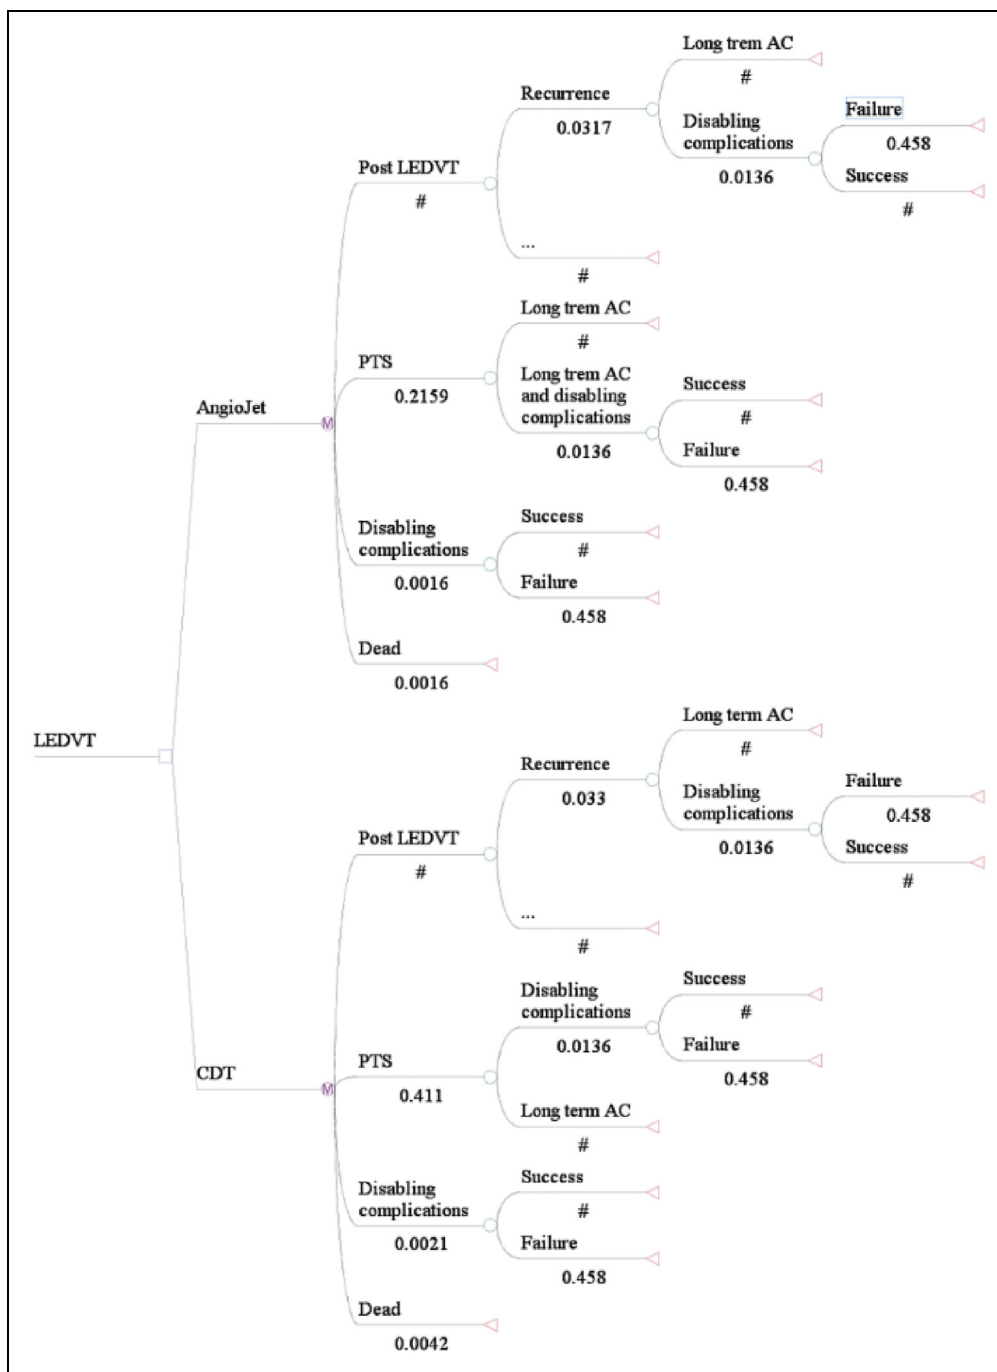 Long trem AC
#
Recurrence
0.0317
Disabling
complications
0.0136
Failure
0.458
Success
#
Post LEDVT
#
...
#
Long trem AC
#
PTS
0.2159
Long trem AC
and disabling
complications
0.0136
Success
#
Failure
0.458
AngioJet
M
Disabling
complications
0.0016
Success
#
Failure
0.458
Dead
0.0016
LEDVT
Long term AC
#
Recurrence
0.033
Disabling
complications
0.0136
Failure
0.458
Success
#
Post LEDVT
#
...
#
Disabling
complications
0.0136
Success
#
Failure
0.458
PTS
0.411
CDT
M
Long term AC
#
Disabling
complications
0.0021
Success
#
Failure
0.458
Dead
0.0042